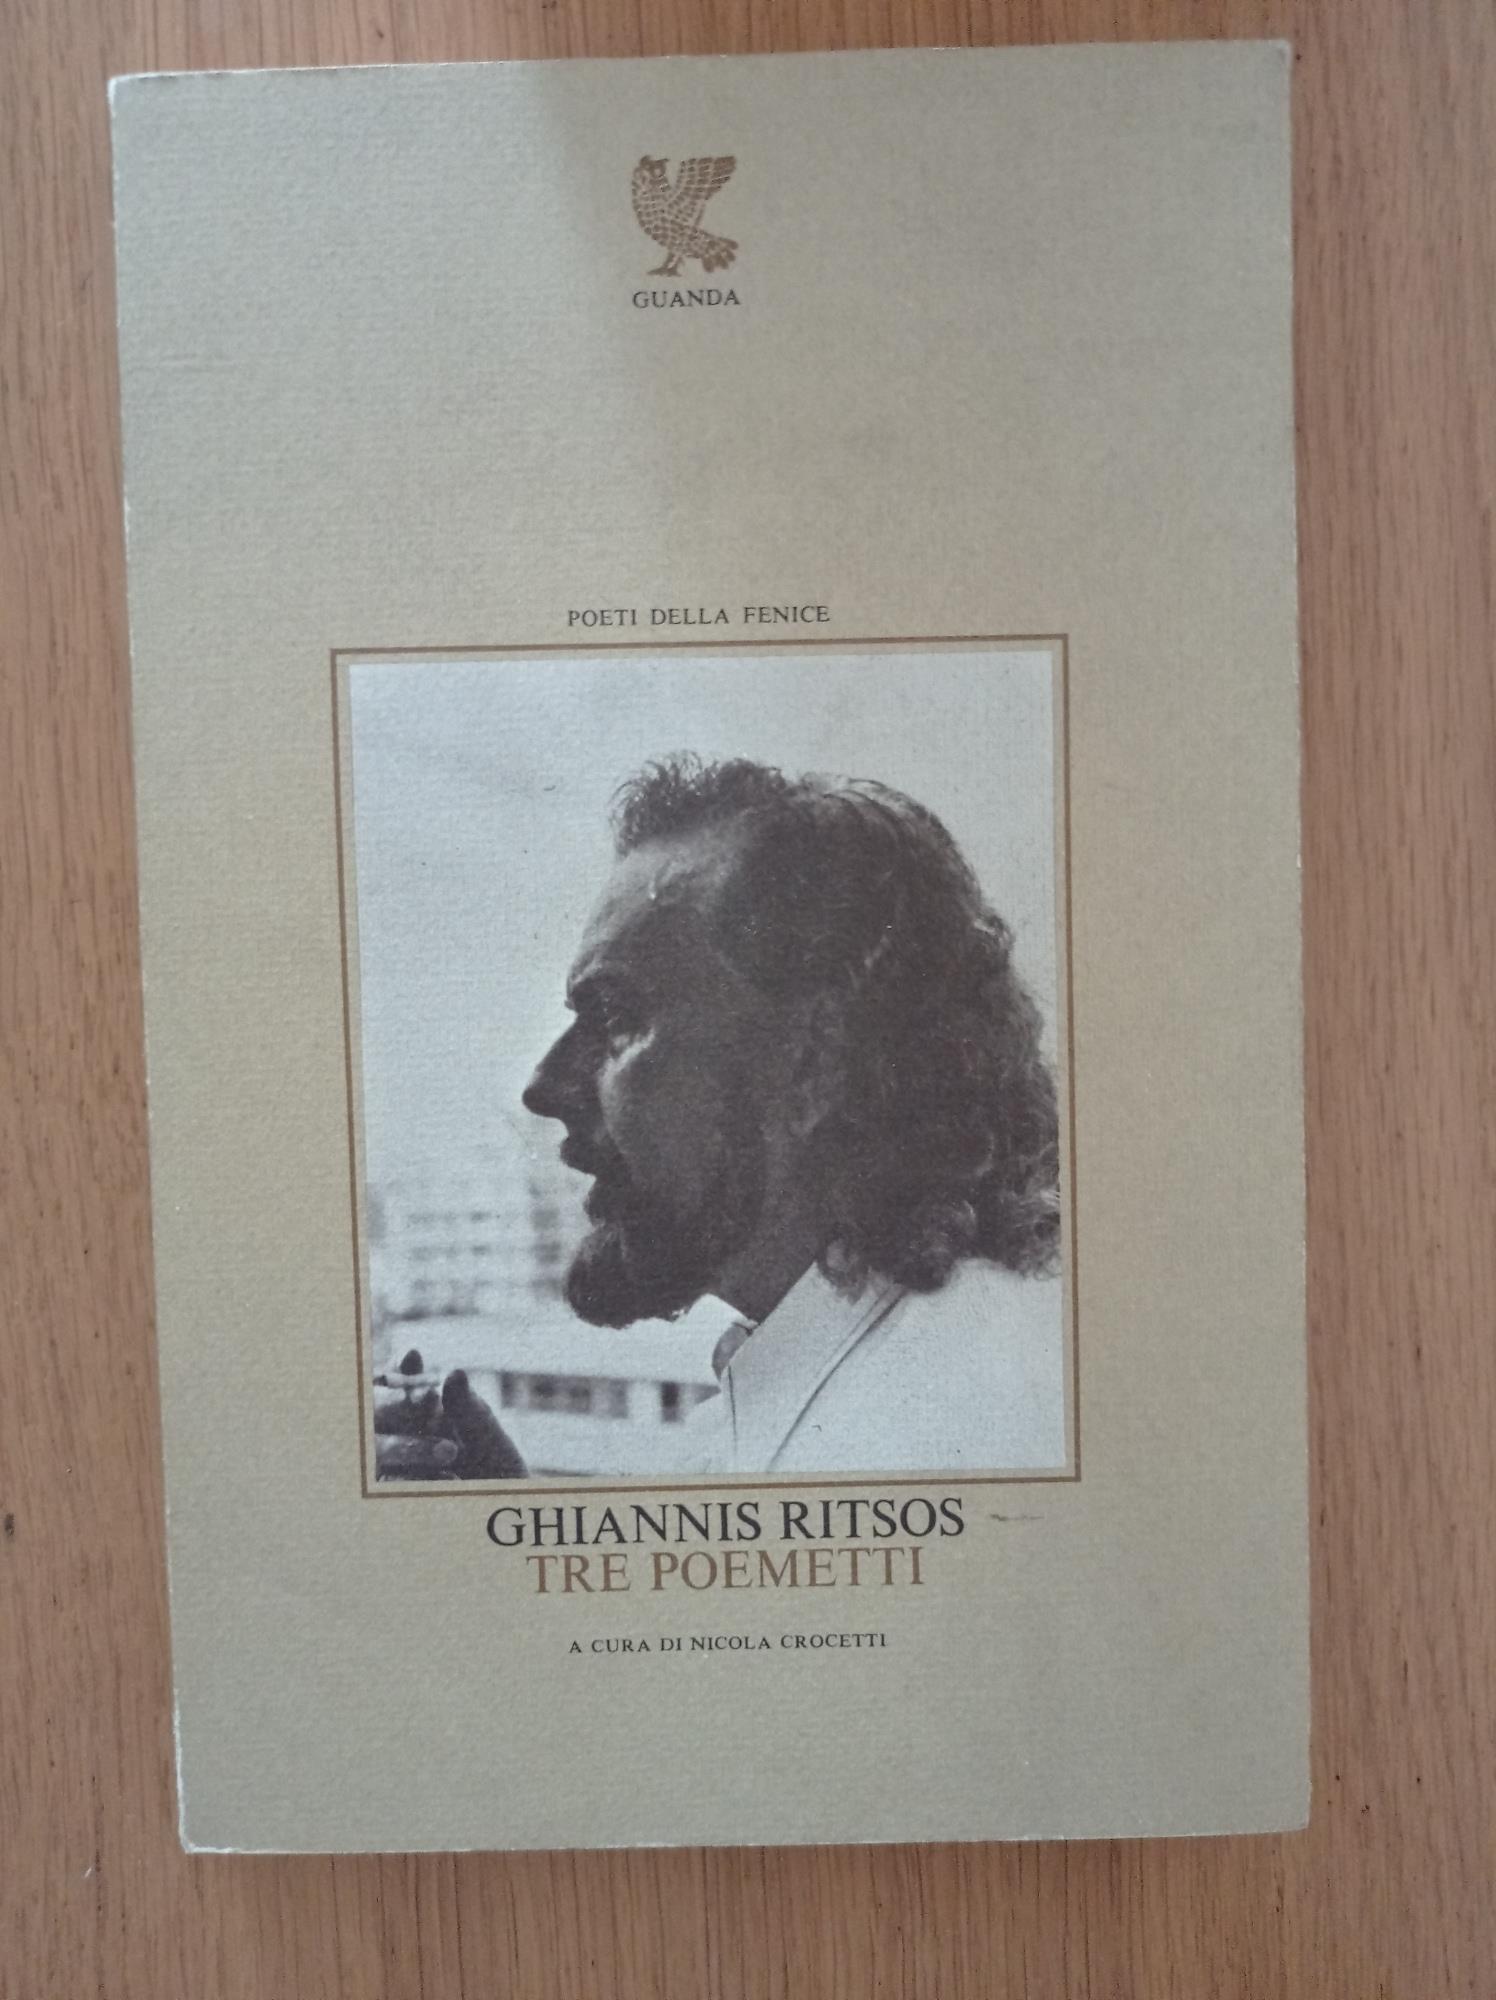 GUANDA
POETI DELLA FENICE
GHIANNIS RITSOS
TRE POEMETTI
A CURA DI NICOLA CROCETTI